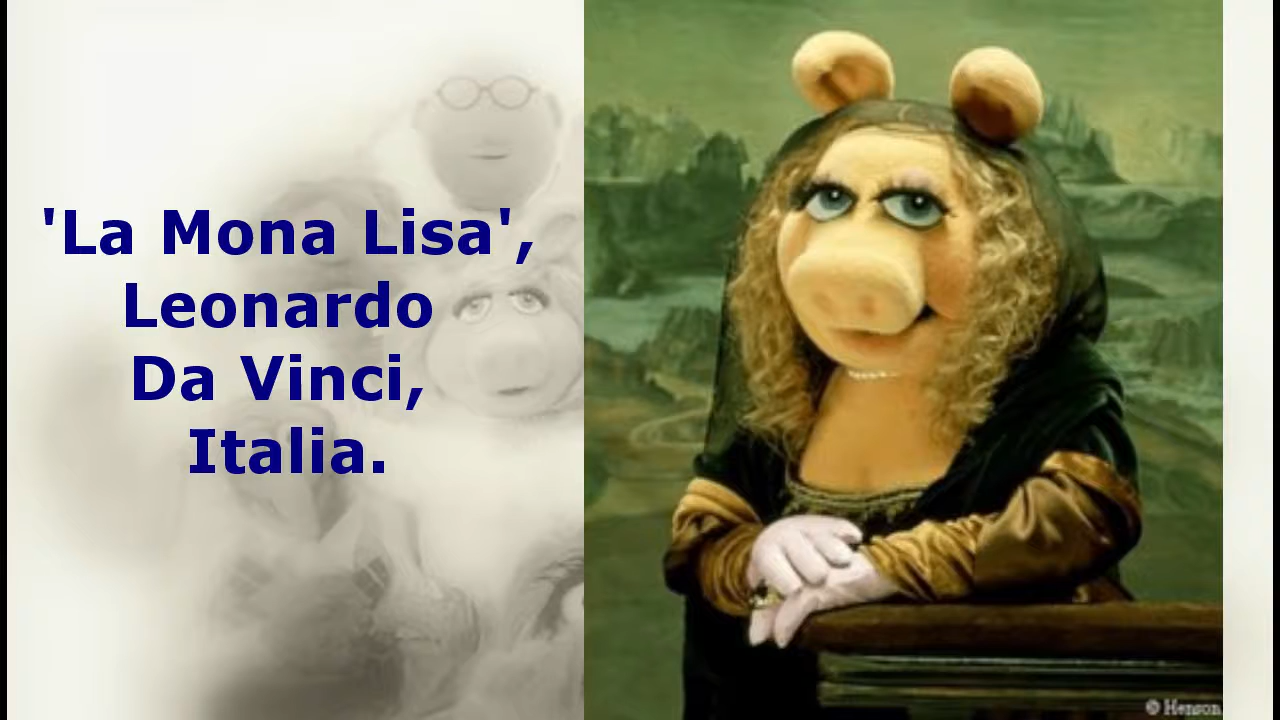 'La Mona Lisa',
Leonardo
Da Vinci,
Italia.
© Henson